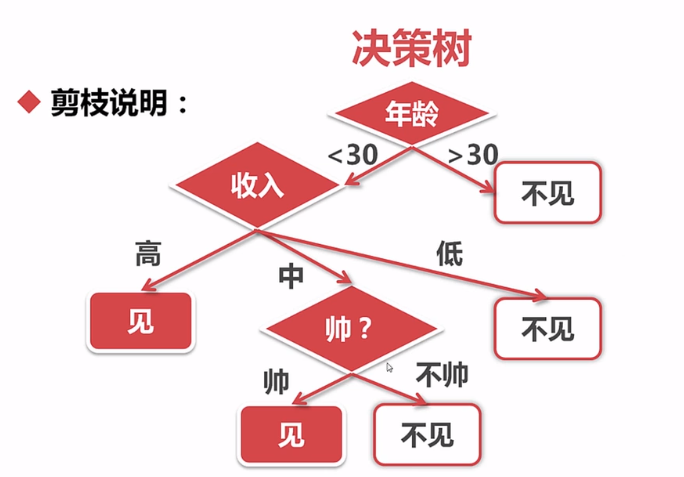 决策树
剪枝说明：
年龄
<30
>30
收入
不见
高
中
低
见
帅？
不见
帅
不帅
见
不见